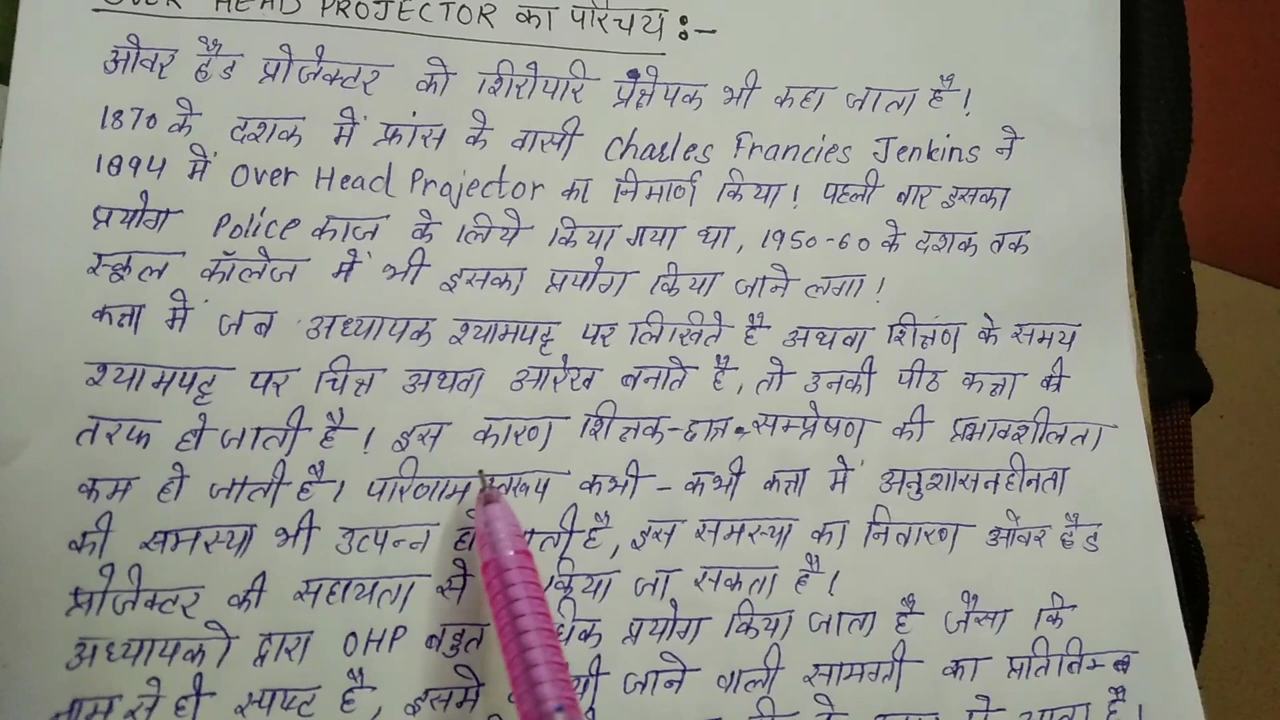 OVER HEAD PROJECTOR का परिचय :-
ओवर हैड प्रोजेक्टर को शिरोपरि प्रक्षेपक भी कहा जाता है!
1870 के दशक में फ्रांस के वासी Charles Francies Jenkins ने
1894 में Over Head Projector का निमार्ण किया! पहली बार इसका
प्रयोग Police काज के लिये किया गया था, 1950-60 के दशक तक
स्कूल कॉलेज में भी इसका प्रयोग किया जाने लगा!
कक्षा में जब अध्यापक श्यामपट्ट पर लिखिते है अथवा शिक्षण के समय
श्यामपट्ट पर चित्र अथवा आरेख बनाते है, तो उनकी पीठ कक्षा की
तरफ हो जाती है! इस कारण शिक्षक-छात्र सम्प्रेषण की प्रभावशीलता
कम हो जाती है। परिणाम स्वरूप कभी - कभी कक्षा में अनुशासनहीनता
की समस्या भी उत्पन्न हो जाती है, इस समस्या का निवारण ओवर हैड
प्रोजेक्टर की सहायता से किया जा सकता है।
अध्यापको द्वारा OHP बहुत अधिक प्रयोग किया जाता है जैसा कि
नाम से ही स्पष्ट है, इसमे जाने वाली सामग्री का प्रतिबिम्ब